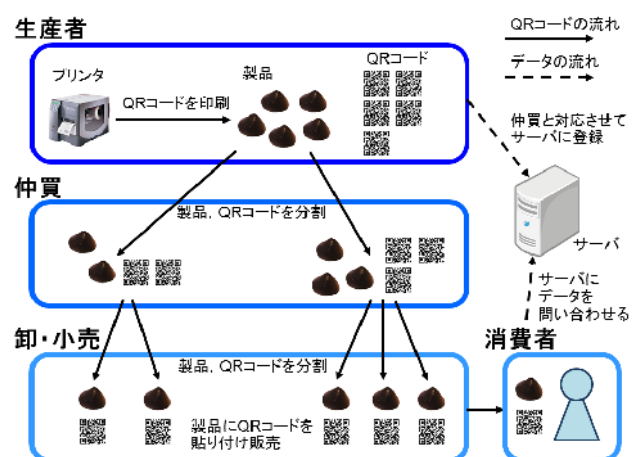 生産者
QRコードの流れ
データの流れ
プリンタ
製品
QRコード
QRコードを印刷
仲買と対応させて
サーバに登録
仲買
製品，QRコードを分割
サーバ
サーバに
データを
問い合わせる
卸・小売
消費者
製品，QRコードを分割
製品にQRコードを
貼り付け販売